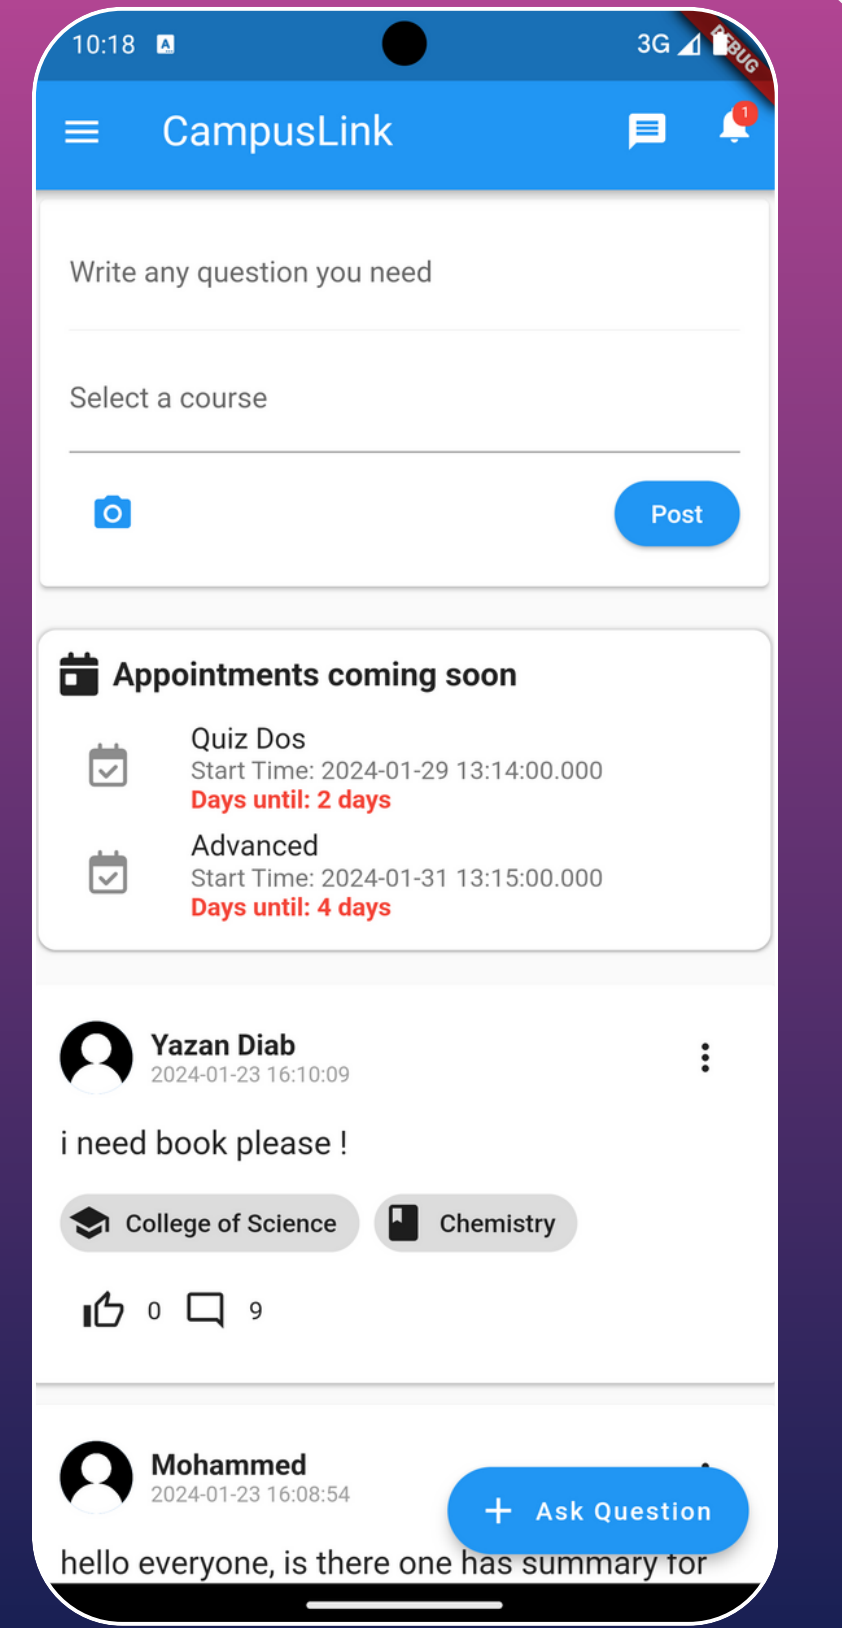 10:18
3G
DEBUG
CampusLink
1
Write any question you need
Select a course
Post
Appointments coming soon
Quiz Dos
Start Time: 2024-01-29 13:14:00.000
Days until: 2 days
Advanced
Start Time: 2024-01-31 13:15:00.000
Days until: 4 days
Yazan Diab
2024-01-23 16:10:09
i need book please !
College of Science Chemistry
0 9
Mohammed
2024-01-23 16:08:54
+ Ask Question
hello everyone, is there one has summary for